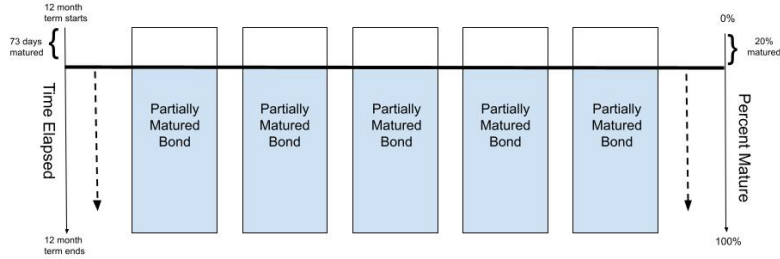 12 month
term starts
0%
73 days
matured
{
}
20%
matured
Time Elapsed
Partially
Matured
Bond
Partially
Matured
Bond
Partially
Matured
Bond
Partially
Matured
Bond
Partially
Matured
Bond
Percent Mature
12 month
term ends
100%